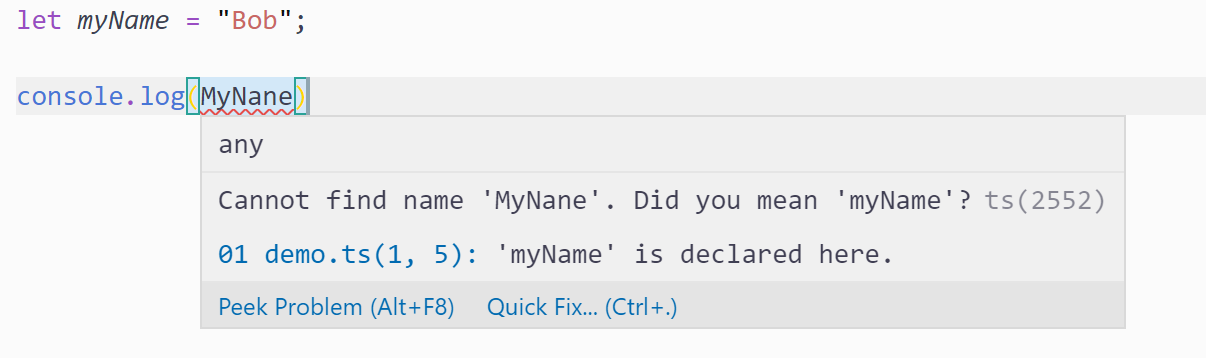 let myName = "Bob";
console.log(MyNane)
any
Cannot find name 'MyNane'. Did you mean 'myName'? ts(2552)
01 demo.ts(1, 5): 'myName' is declared here.
Peek Problem (Alt+F8) Quick Fix... (Ctrl+.)